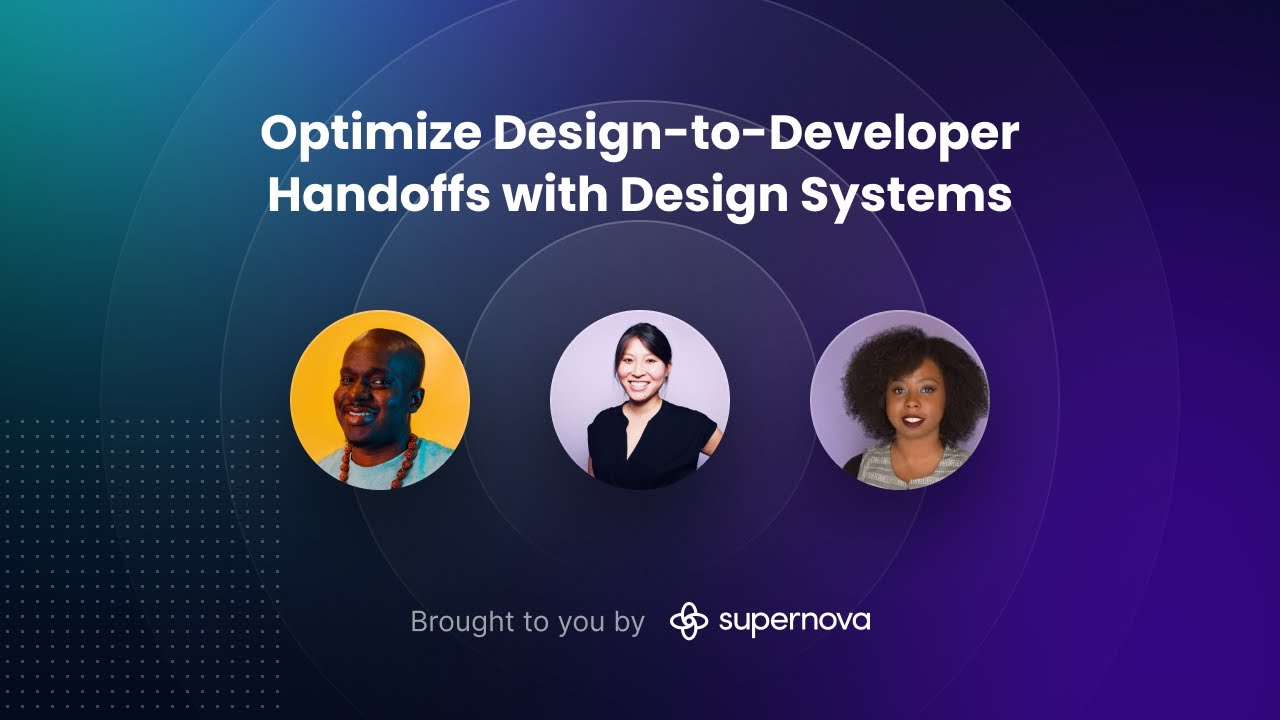 Optimize Design-to-Developer
Handoffs with Design Systems
Brought to you by supernova